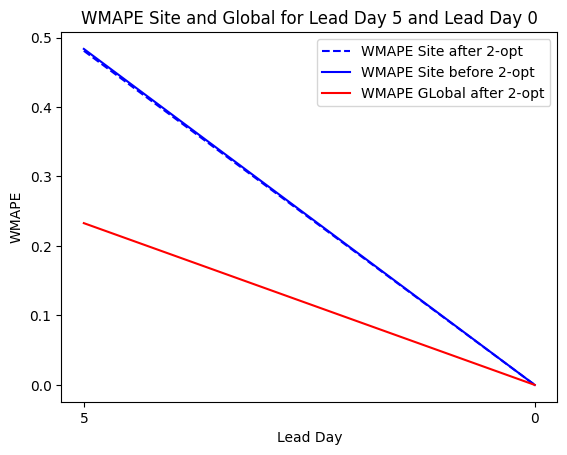 WMAPE Site and Global for Lead Day 5 and Lead Day 0
0.5
WMAPE Site after 2-opt
WMAPE Site before 2-opt
WMAPE GLobal after 2-opt
0.4
0.3
WMAPE
0.2
0.1
0.0
5
0
Lead Day